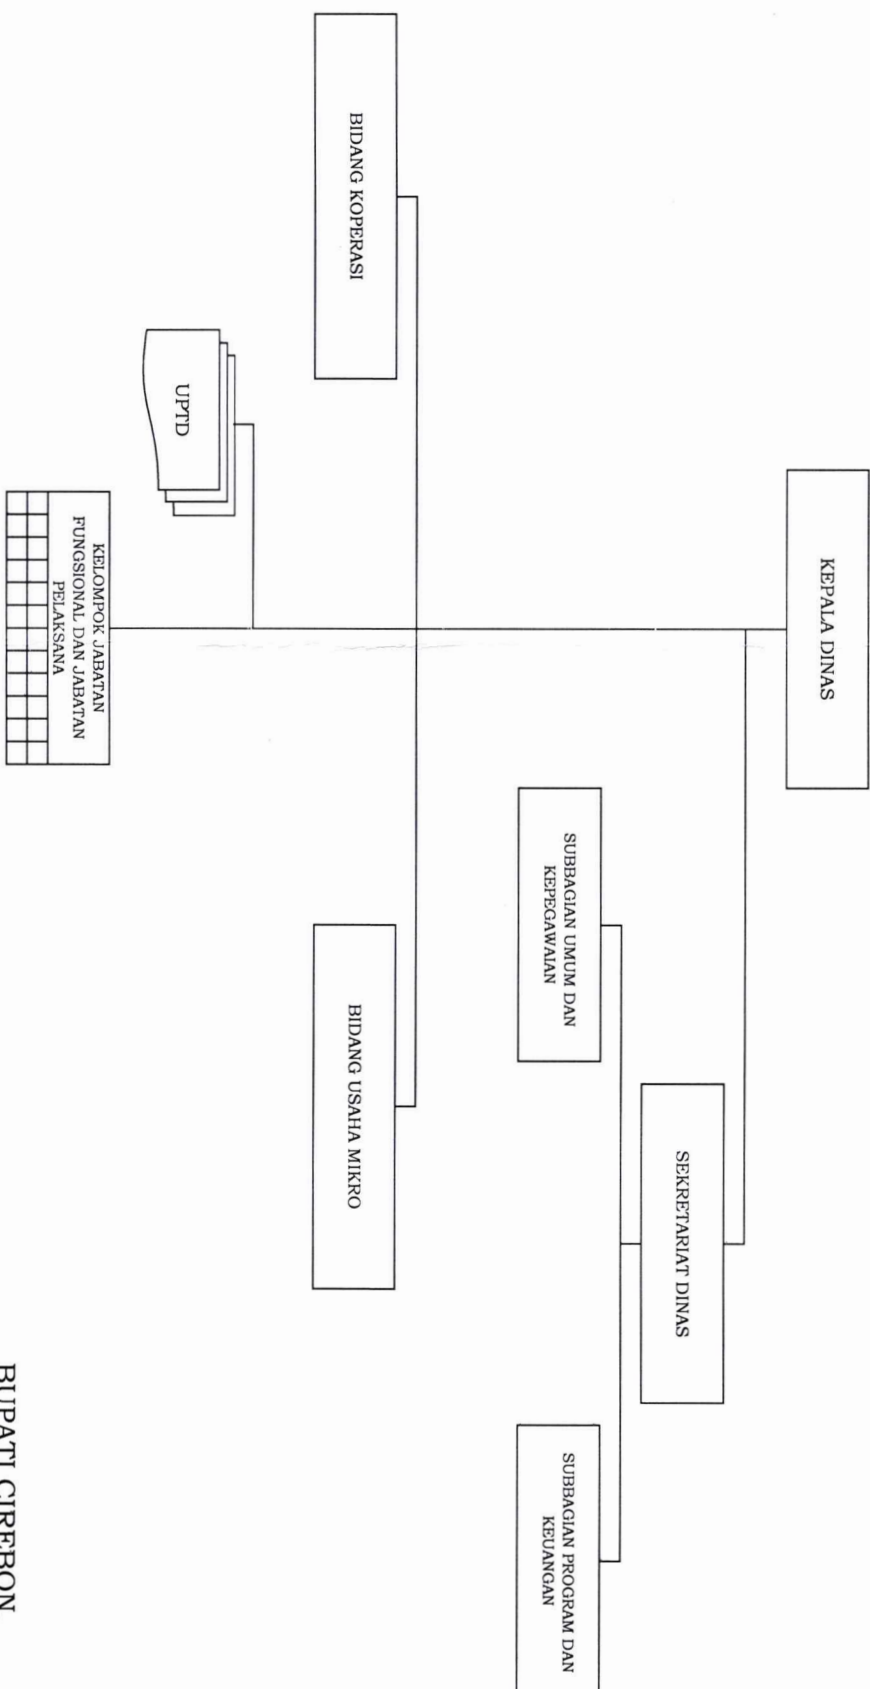 KEPALA DINAS
SEKRETARIAT DINAS
SUBBAGIAN UMUM DAN
KEPEGAWAIAN
SUBBAGIAN PROGRAM DAN
KEUANGAN
BIDANG KOPERASI
BIDANG USAHA MIKRO
UPTD
KELOMPOK JABATAN
FUNGSIONAL DAN JABATAN
PELAKSANA
BUPATI CIREBON